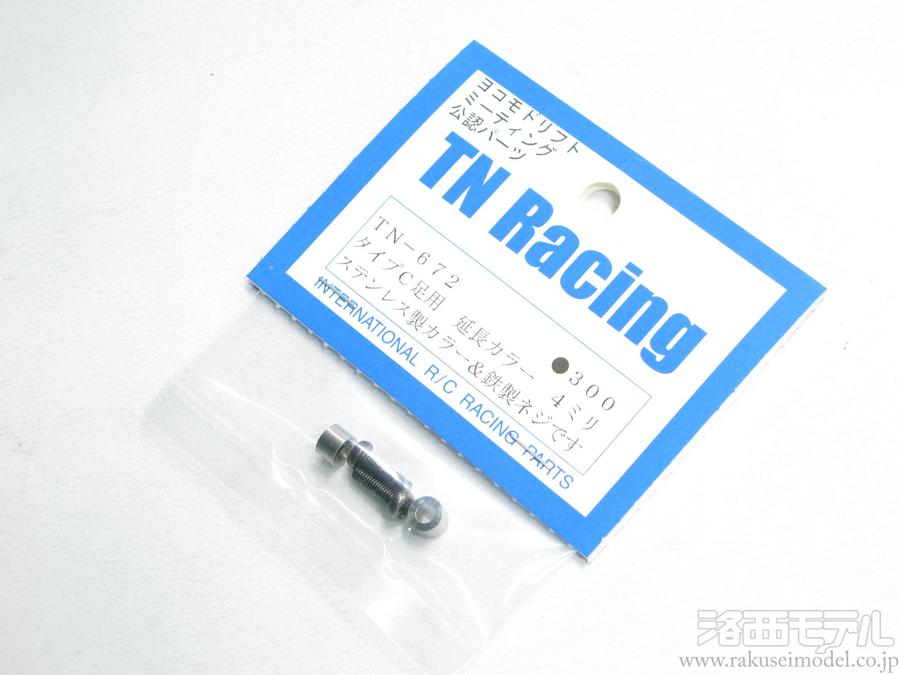 ヨコモドリフト
ミーティング
公認パーツ
TN Racing
TN-672 ●300
タイプC足用 延長カラー 4ミリ
ステンレス製カラー&鉄製ネジです
INTERNATIONAL R/C RACING PARTS
洛西モデル
www.rakuseimodel.co.jp